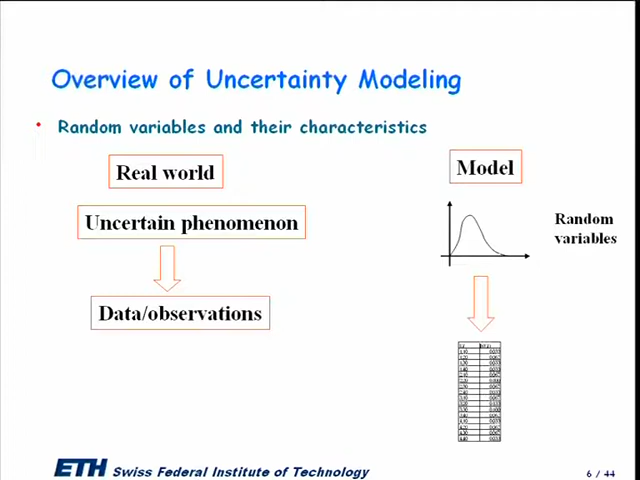 Overview of Uncertainty Modeling
• Random variables and their characteristics
Real world
Model
Uncertain phenomenon
Random
variables
Data/observations
ETH Swiss Federal Institute of Technology
6 / 44